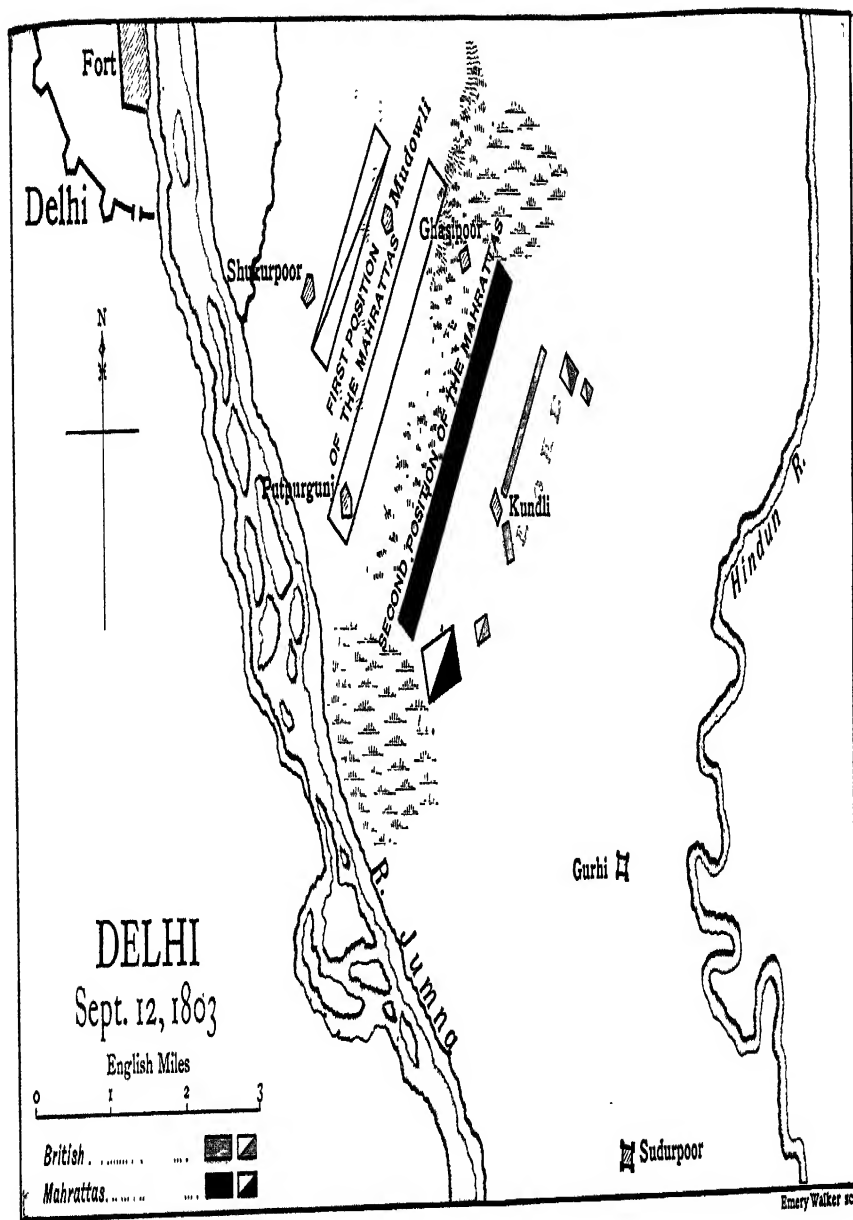 Fort
Delhi
Mudowli
Ghasipoor
Shukurpoor
FIRST POSITION
OF THE MAHRATTAS
SECOND POSITION OF THE MAHRATTAS
N
Putpurgunj
Kundli
Hindun R.
Gurhi
R. Jumna
DELHI
Sept. 12, 1803
English Miles
0 1 2 3
British
Mahrattas
Sudurpoor
Emery Walker sc